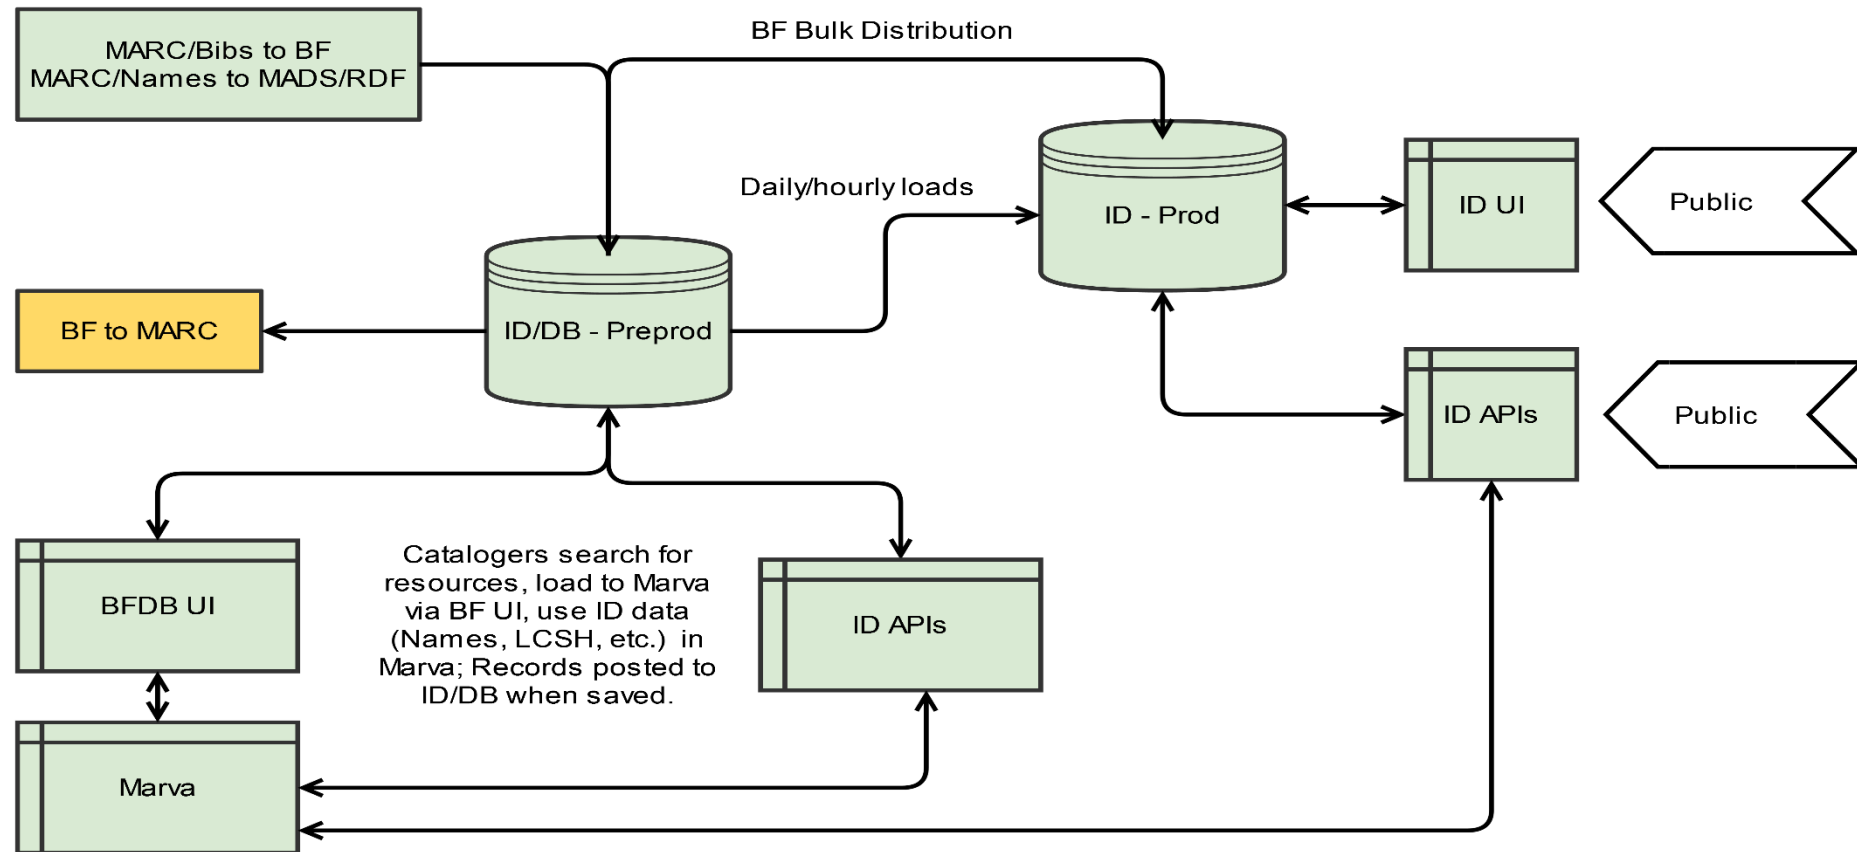 MARC/Bibs to BF
MARC/Names to MADS/RDF
BF Bulk Distribution
Daily/hourly loads
ID - Prod
ID UI
Public
BF to MARC
ID/DB - Preprod
ID APIs
Public
BFDB UI
Catalogers search for
resources, load to Marva
via BF UI, use ID data
(Names, LCSH, etc.) in
Marva; Records posted to
ID/DB when saved.
ID APIs
Marva